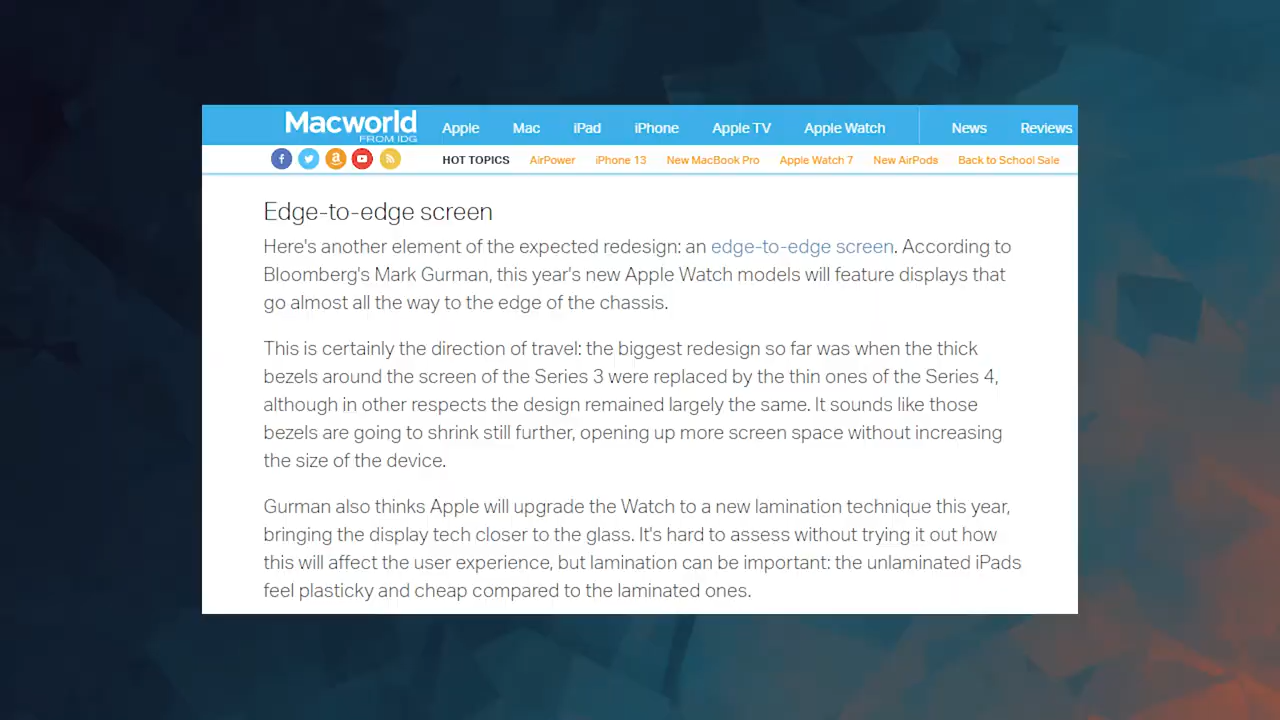 Macworld
FROM IDG
Apple Mac iPad iPhone Apple TV Apple Watch News Reviews
HOT TOPICS AirPower iPhone 13 New MacBook Pro Apple Watch 7 New AirPods Back to School Sale
Edge-to-edge screen
Here's another element of the expected redesign: an edge-to-edge screen. According to
Bloomberg's Mark Gurman, this year's new Apple Watch models will feature displays that
go almost all the way to the edge of the chassis.
This is certainly the direction of travel: the biggest redesign so far was when the thick
bezels around the screen of the Series 3 were replaced by the thin ones of the Series 4,
although in other respects the design remained largely the same. It sounds like those
bezels are going to shrink still further, opening up more screen space without increasing
the size of the device.
Gurman also thinks Apple will upgrade the Watch to a new lamination technique this year,
bringing the display tech closer to the glass. It's hard to assess without trying it out how
this will affect the user experience, but lamination can be important: the unlaminated iPads
feel plasticky and cheap compared to the laminated ones.